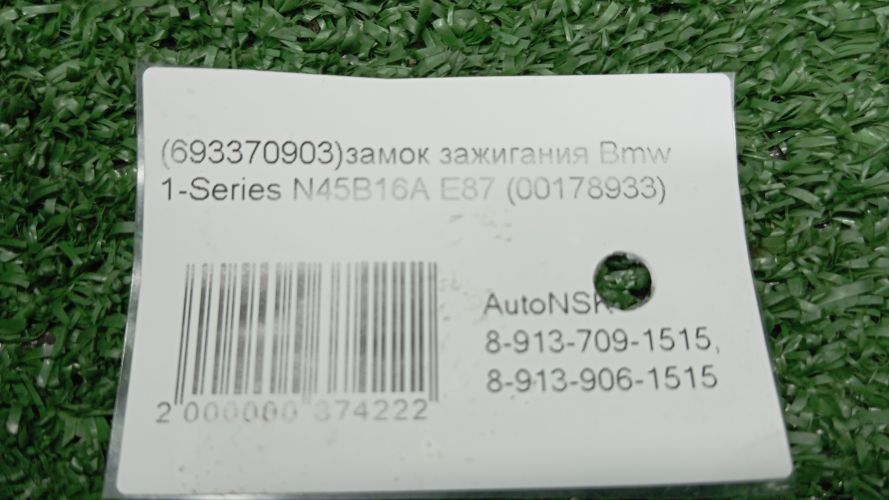 (693370903)замок зажигания Bmw
1-Series N45B16A E87 (00178933)
AutoNSK
8-913-709-1515,
8-913-906-1515
2 000000 374222